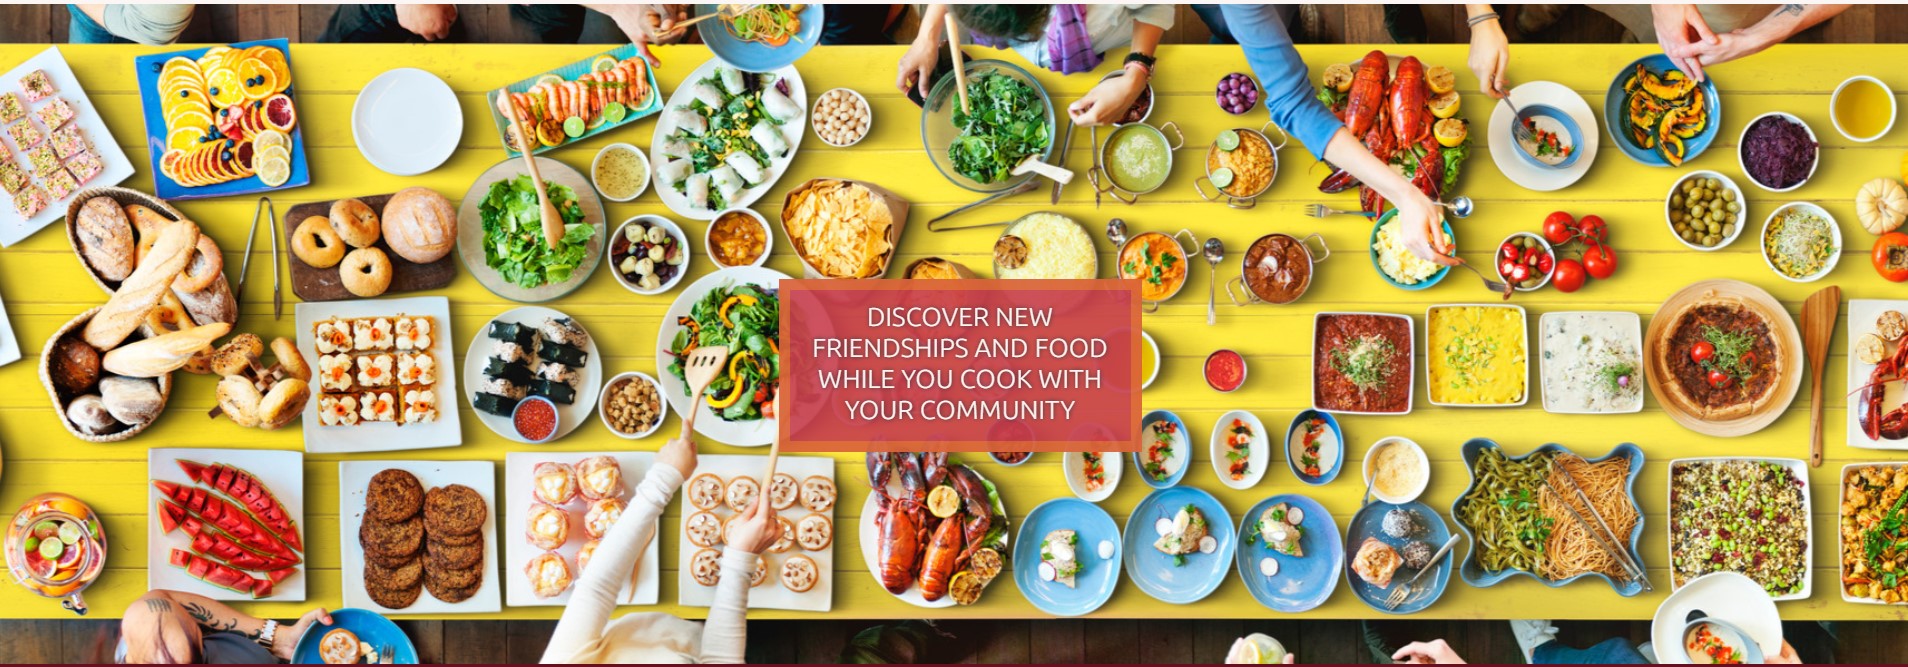 DISCOVER NEW
FRIENDSHIPS AND FOOD
WHILE YOU COOK WITH
YOUR COMMUNITY